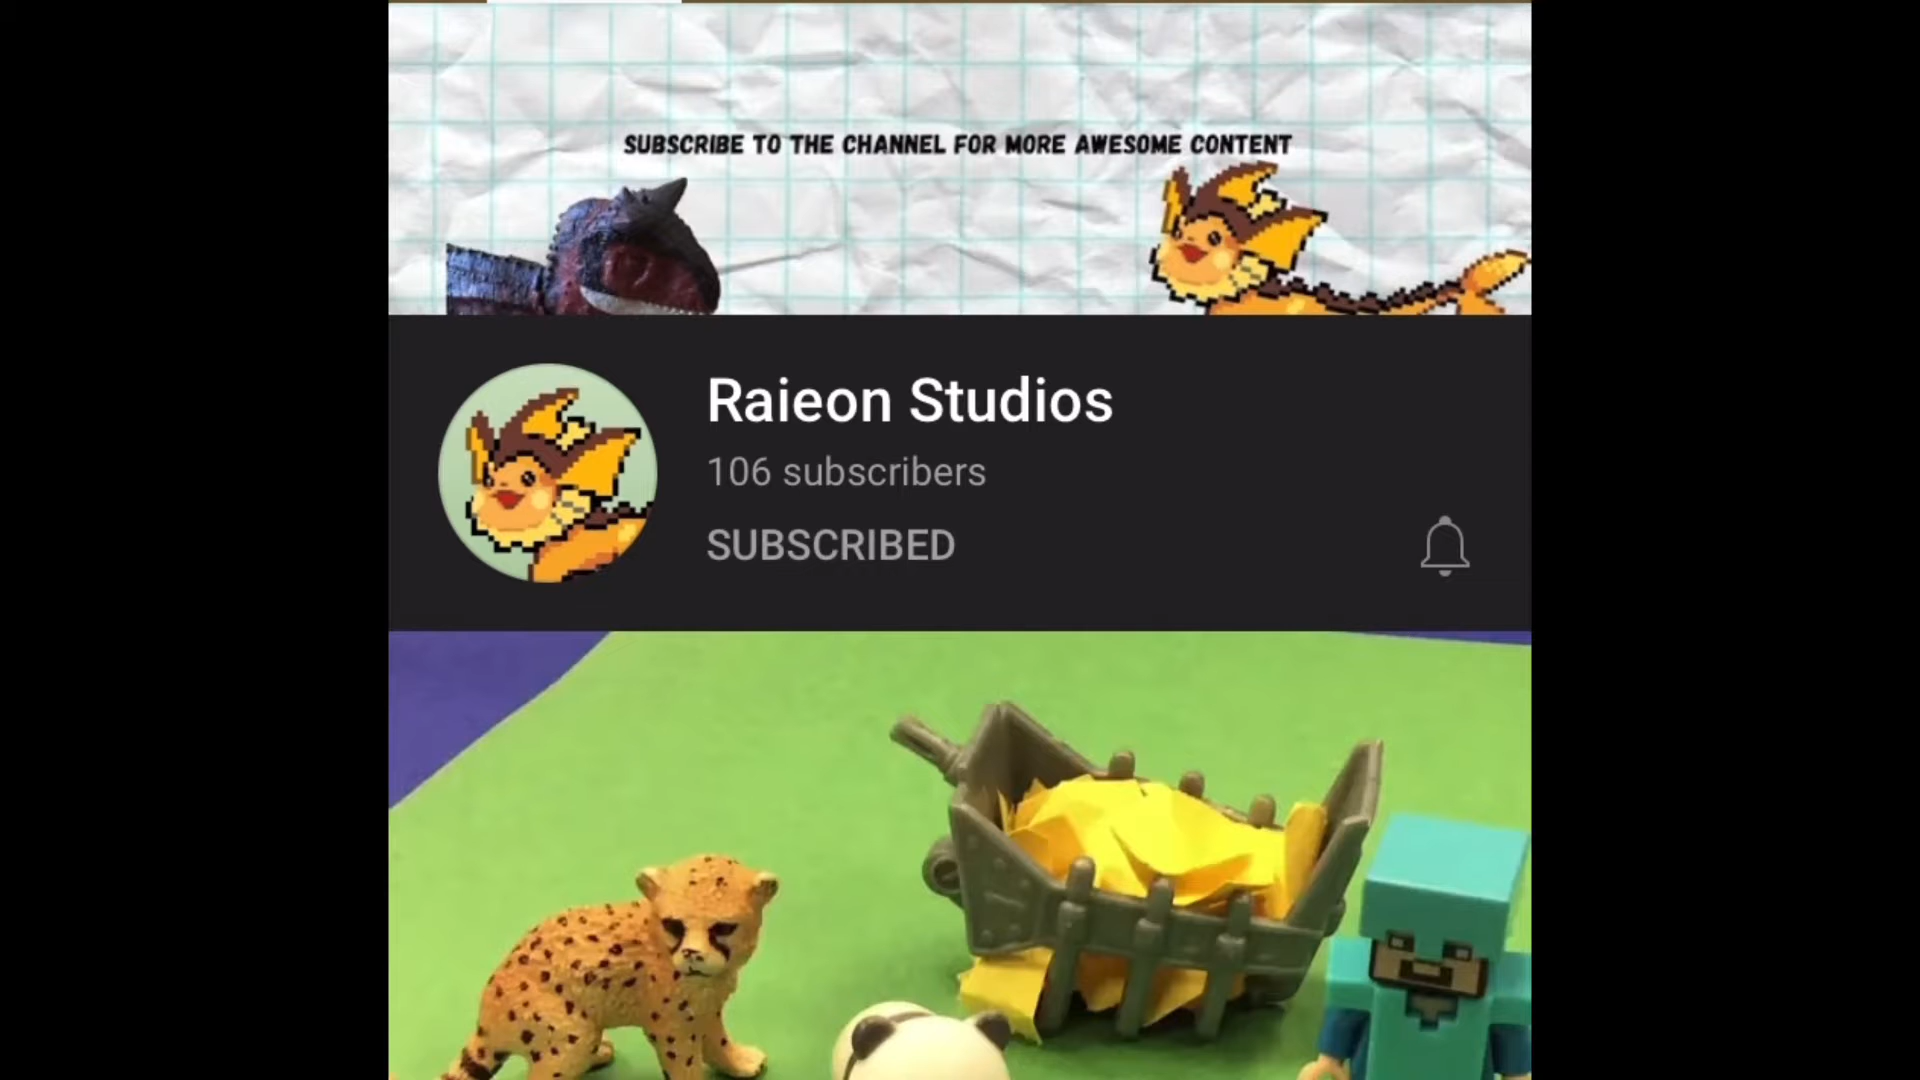 SUBSCRIBE TO THE CHANNEL FOR MORE AWESOME CONTENT
Raieon Studios
106 subscribers
SUBSCRIBED